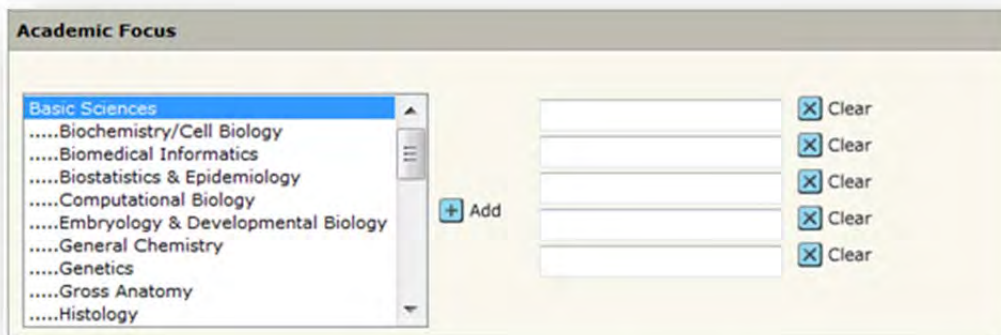 Academic Focus
Basic Sciences
.....Biochemistry/Cell Biology
.....Biomedical Informatics
.....Biostatistics & Epidemiology
.....Computational Biology
.....Embryology & Developmental Biology
.....General Chemistry
.....Genetics
.....Gross Anatomy
.....Histology
Add
Clear
Clear
Clear
Clear
Clear